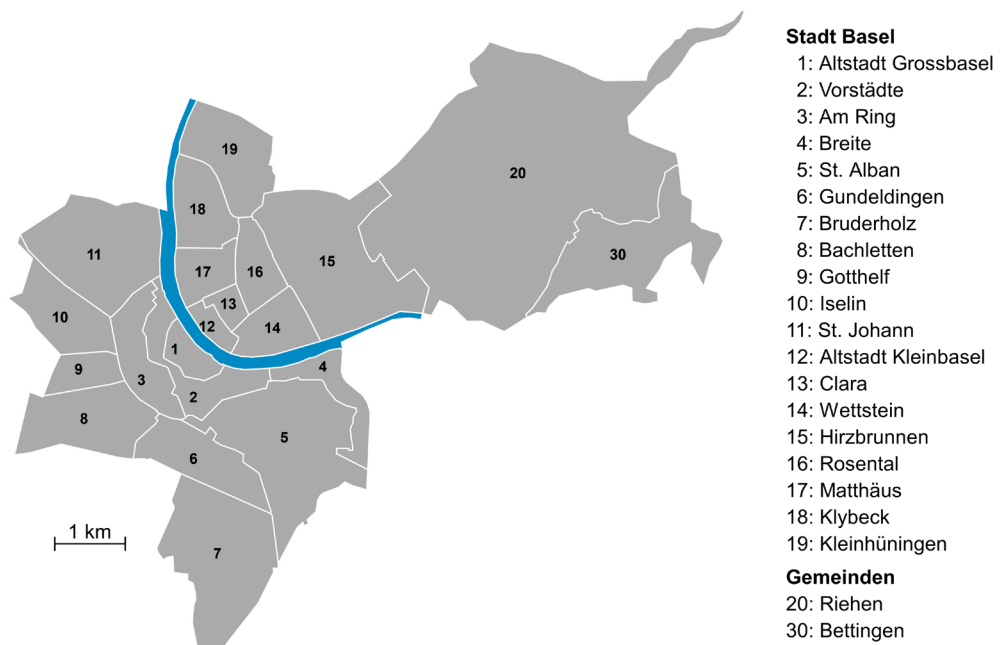 Stadt Basel
1: Altstadt Grossbasel
2: Vorstädte
3: Am Ring
4: Breite
5: St. Alban
6: Gundeldingen
7: Bruderholz
8: Bachletten
9: Gotthelf
10: Iselin
11: St. Johann
12: Altstadt Kleinbasel
13: Clara
14: Wettstein
15: Hirzbrunnen
16: Rosental
17: Matthäus
18: Klybeck
19: Kleinhüningen
Gemeinden
20: Riehen
30: Bettingen
19
20
18
11
30
15
17
16
13
10
12
14
1
4
9
3
2
8
5
6
1 km
7